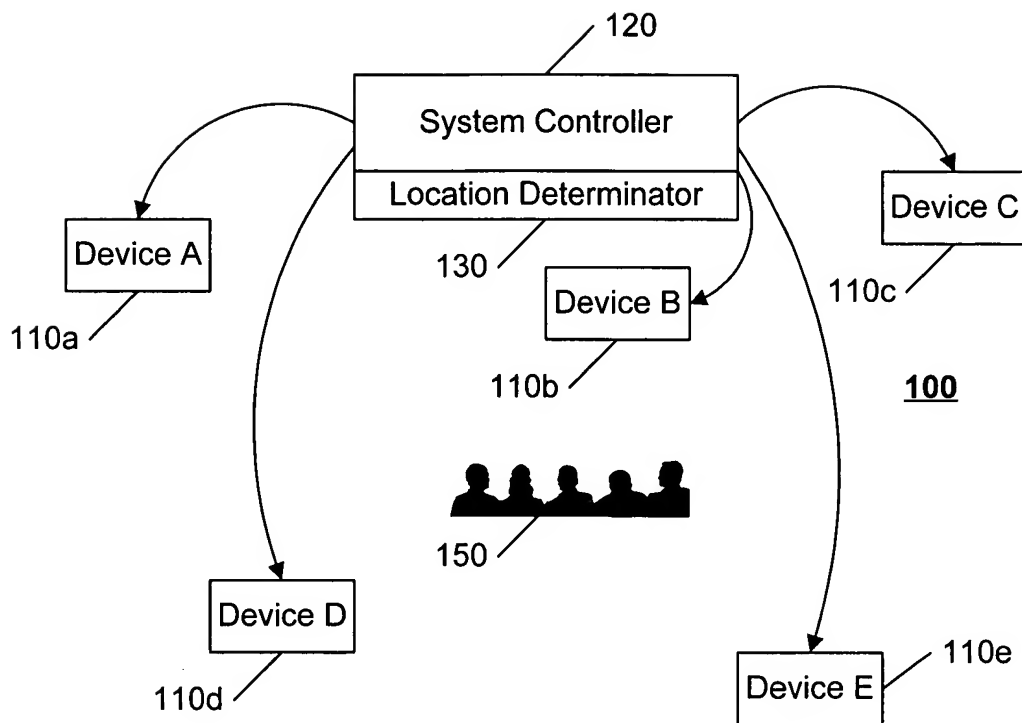 120
System Controller
Location Determinator
Device A
Device C
130
Device B
110a
110c
110b
100
150
Device D
110e
Device E
110d